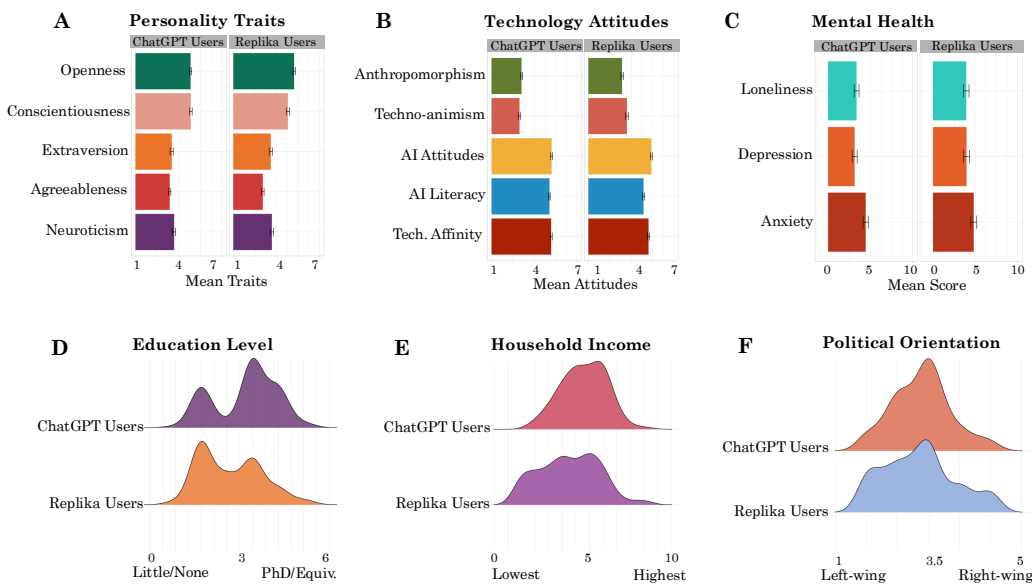 A Personality Traits
ChatGPT Users Replika Users
Openness
Conscientiousness
Extraversion
Agreeableness
Neuroticism
1 4 7 1 4 7
Mean Traits
B Technology Attitudes
ChatGPT Users Replika Users
Anthropomorphism
Techno-animism
AI Attitudes
AI Literacy
Tech. Affinity
1 4 7 1 4 7
Mean Attitudes
C Mental Health
ChatGPT Users Replika Users
Loneliness
Depression
Anxiety
0 5 10 0 5 10
Mean Score
D Education Level
ChatGPT Users
Replika Users
0 3 6
Little/None PhD/Equiv.
E Household Income
ChatGPT Users
Replika Users
0 5 10
Lowest Highest
F Political Orientation
ChatGPT Users
Replika Users
1 3.5 5
Left-wing Right-wing